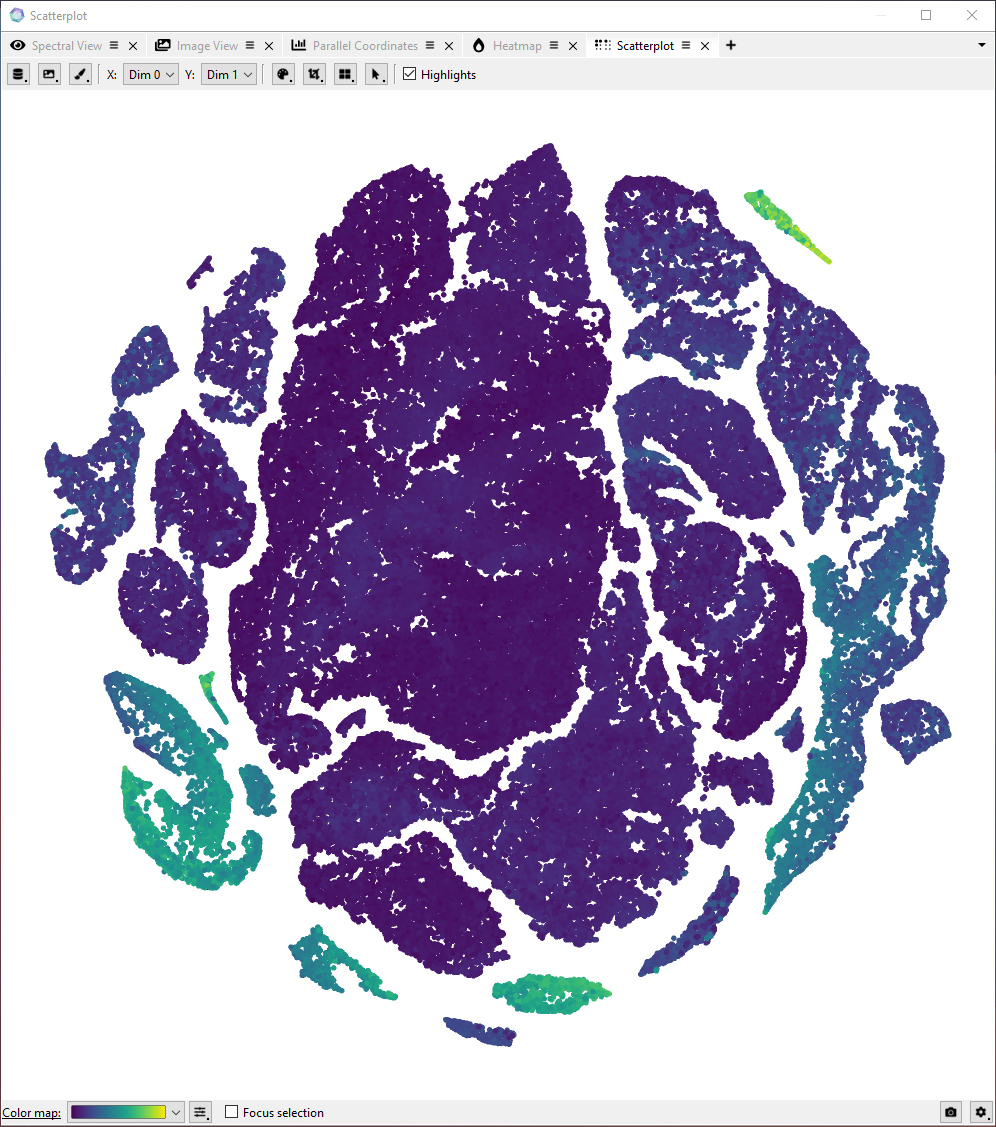 Scatterplot
Spectral View Image View Parallel Coordinates Heatmap Scatterplot
X: Dim 0 Y: Dim 1 Highlights
Color map: Focus selection